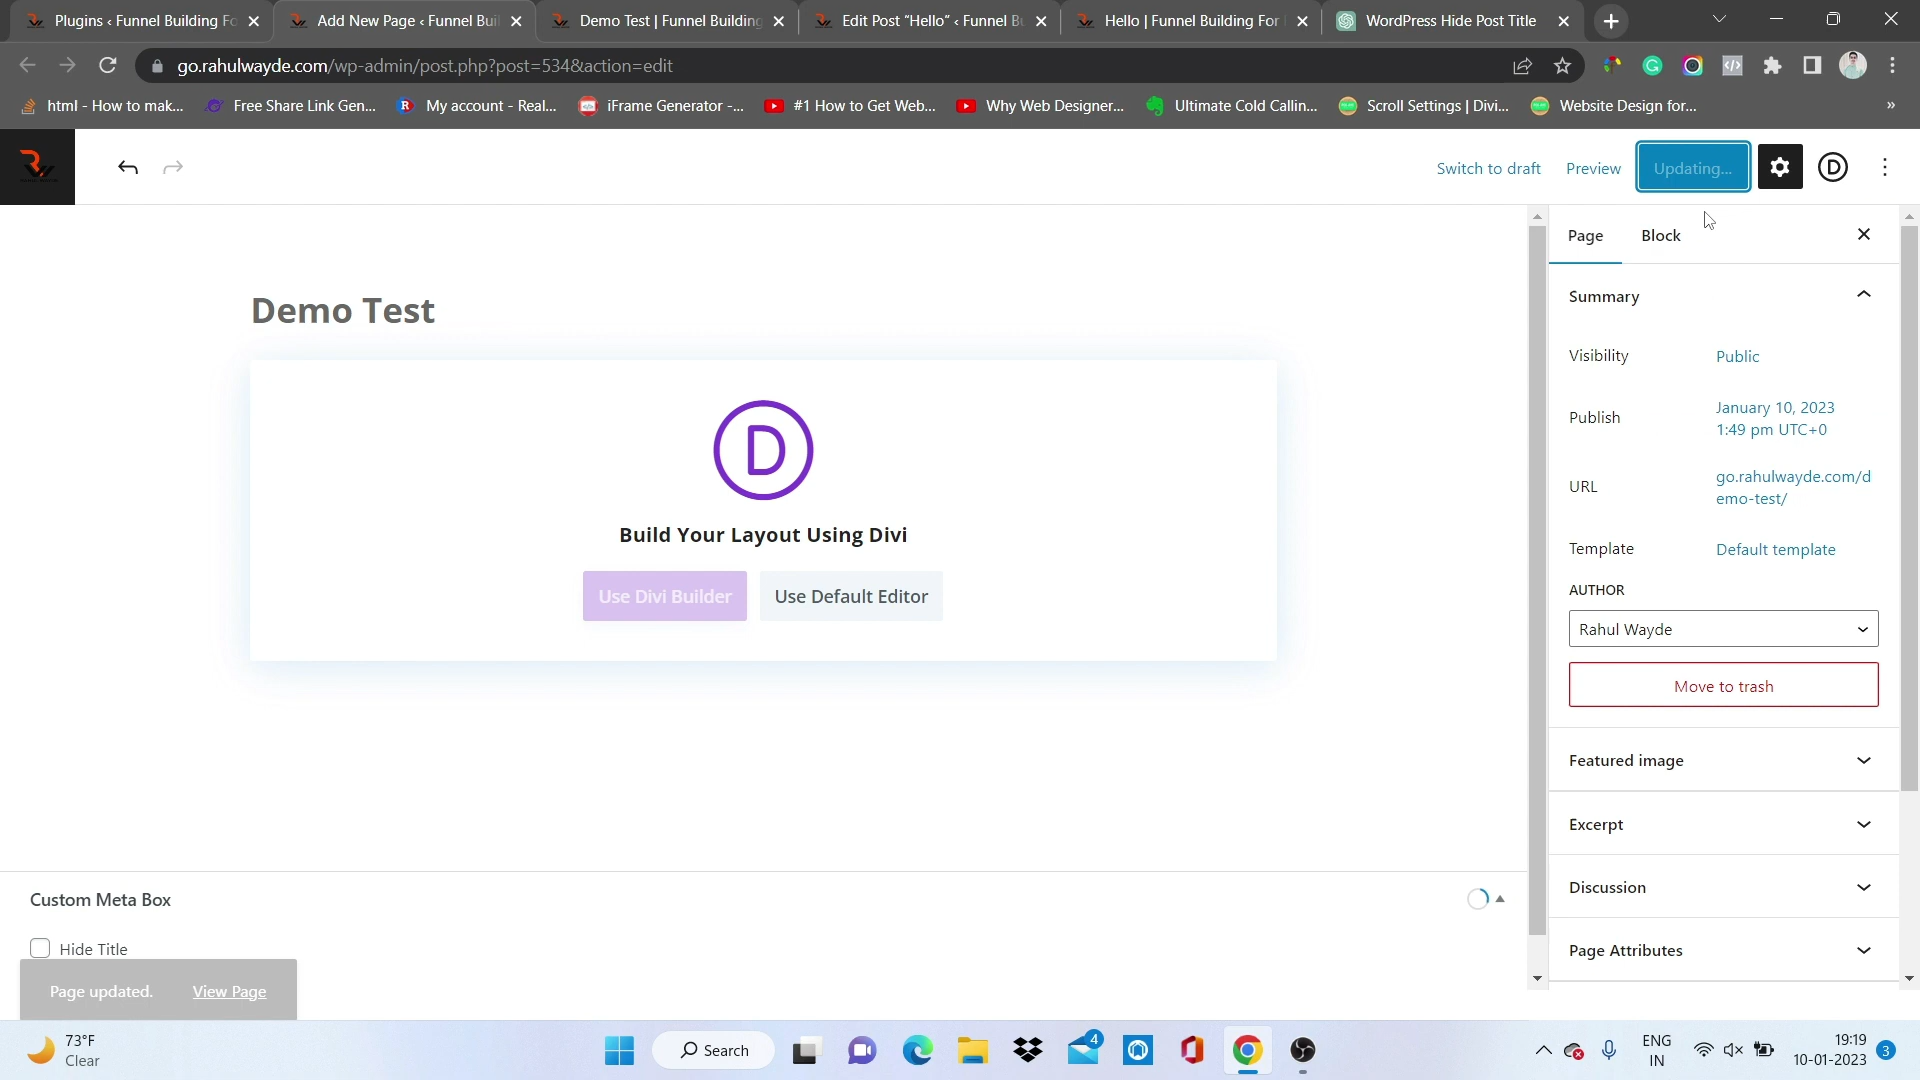 Plugins ‹ Funnel Building Fo
Add New Page ‹ Funnel Buil
Demo Test | Funnel Building
Edit Post “Hello” ‹ Funnel Bu
Hello | Funnel Building For
WordPress Hide Post Title
go.rahulwayde.com/wp-admin/post.php?post=534&action=edit
html - How to mak...
Free Share Link Gen...
My account - Real...
iFrame Generator -...
#1 How to Get Web...
Why Web Designer...
Ultimate Cold Callin...
Scroll Settings | Divi...
Website Design for...
»
Switch to draft
Preview
Updating...
Page
Block
Demo Test
Build Your Layout Using Divi
Use Divi Builder
Use Default Editor
Summary
Visibility
Public
Publish
January 10, 2023
1:49 pm UTC+0
URL
go.rahulwayde.com/d
emo-test/
Template
Default template
AUTHOR
Rahul Wayde
Move to trash
Featured image
Excerpt
Discussion
Page Attributes
Custom Meta Box
Hide Title
Page updated.
View Page
73°F
Clear
Search
4
ENG
IN
19:19
10-01-2023
3